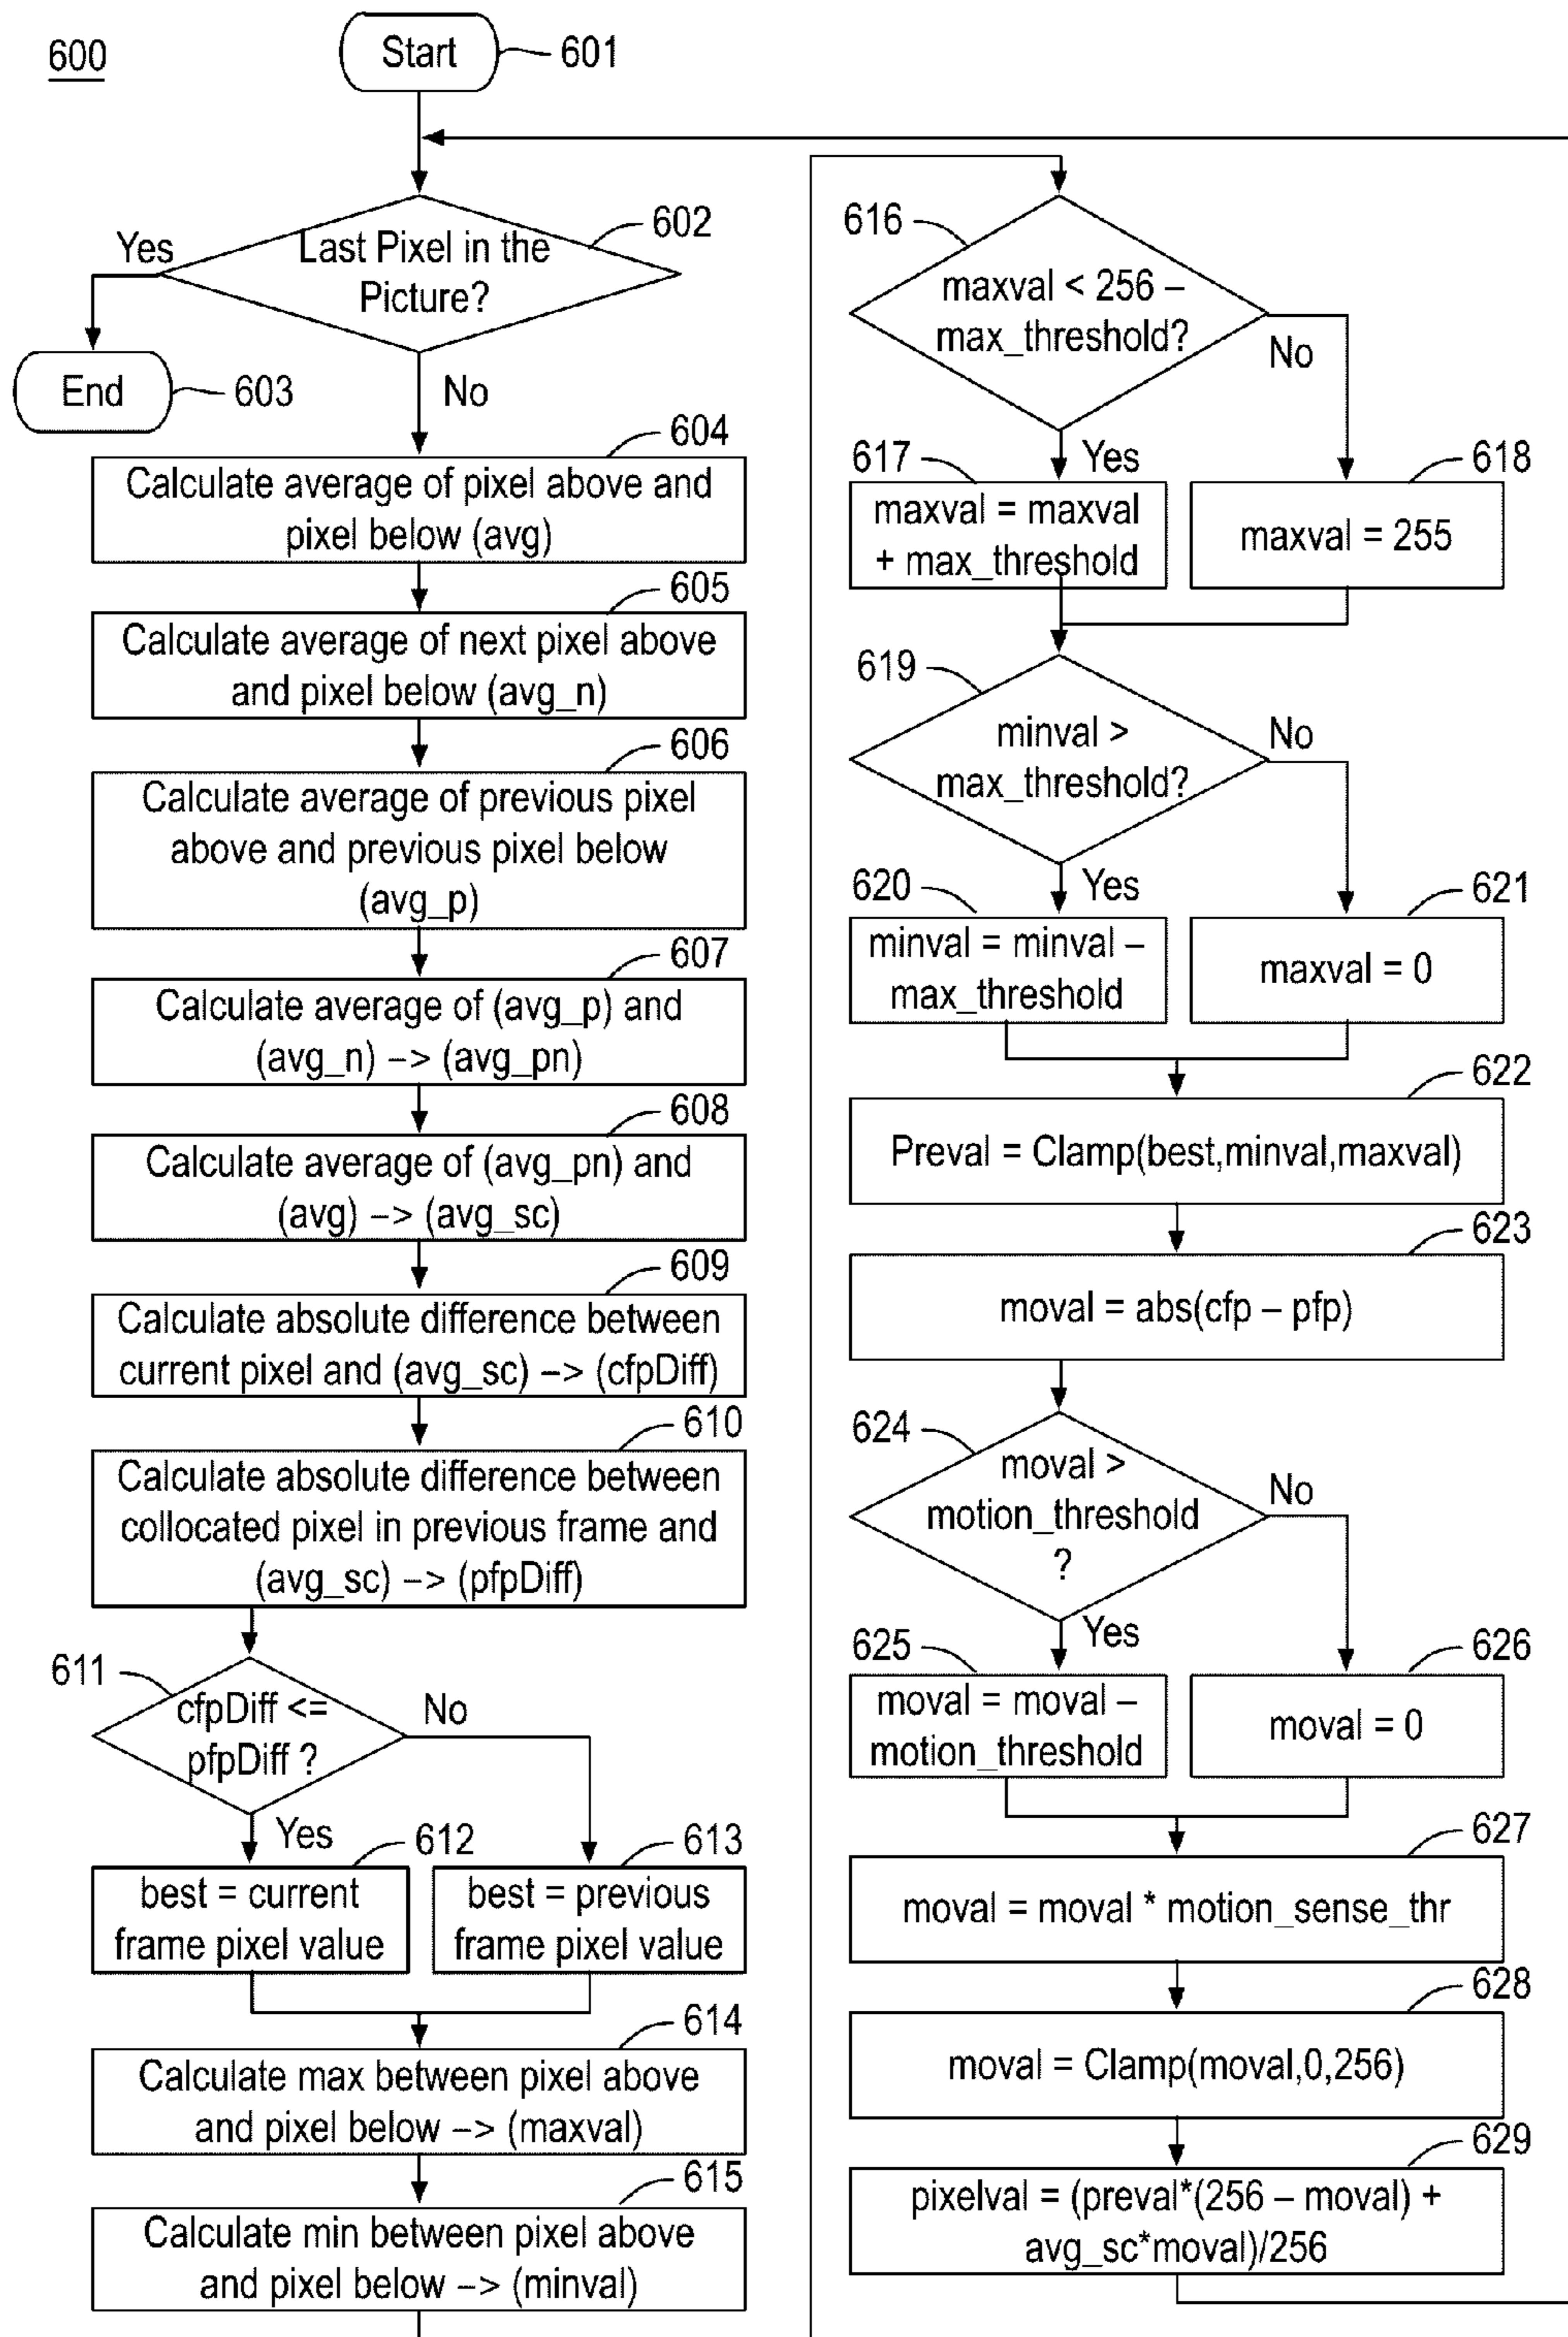 600
Start
601
Last Pixel in the
Picture?
602
Yes
No
End
603
604
Calculate average of pixel above and
pixel below (avg)
605
Calculate average of next pixel above
and pixel below (avg_n)
606
Calculate average of previous pixel
above and previous pixel below
(avg_p)
607
Calculate average of (avg_p) and
(avg_n) –> (avg_pn)
608
Calculate average of (avg_pn) and
(avg) –> (avg_sc)
609
Calculate absolute difference between
current pixel and (avg_sc) –> (cfpDiff)
610
Calculate absolute difference between
collocated pixel in previous frame and
(avg_sc) –> (pfpDiff)
611
cfpDiff <=
pfpDiff ?
No
Yes
612
best = current
frame pixel value
613
best = previous
frame pixel value
614
Calculate max between pixel above
and pixel below –> (maxval)
615
Calculate min between pixel above
and pixel below –> (minval)
616
maxval < 256 –
max_threshold?
No
Yes
617
maxval = maxval
+ max_threshold
618
maxval = 255
619
minval >
max_threshold?
No
Yes
620
minval = minval –
max_threshold
621
maxval = 0
622
Preval = Clamp(best,minval,maxval)
623
moval = abs(cfp – pfp)
624
moval >
motion_threshold
?
No
Yes
625
moval = moval –
motion_threshold
626
moval = 0
627
moval = moval * motion_sense_thr
628
moval = Clamp(moval,0,256)
629
pixelval = (preval*(256 – moval) +
avg_sc*moval)/256